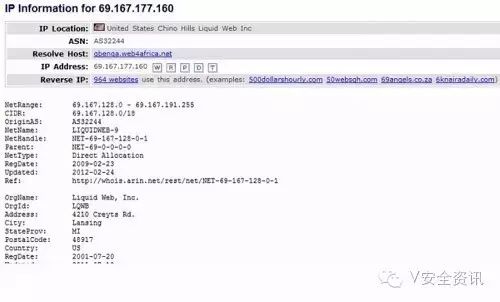 IP Information for 69.167.177.160
IP Location: United States Chino Hills Liquid Web Inc
ASN: AS32244
Resolve Host: gbenga.web4africa.net
IP Address: 69.167.177.160 W R P D T
Reverse IP: 964 websites use this address. (examples: 500dollarshourly.com 50websgh.com 69angels.co.za 6knairadaily.com)
NetRange: 69.167.128.0 - 69.167.191.255
CIDR: 69.167.128.0/18
OriginAS: AS32244
NetName: LIQUIDWEB-9
NetHandle: NET-69-167-128-0-1
Parent: NET-69-0-0-0-0
NetType: Direct Allocation
RegDate: 2009-02-23
Updated: 2012-02-24
Ref: http://whois.arin.net/rest/net/NET-69-167-128-0-1
OrgName: Liquid Web, Inc.
OrgId: LQWB
Address: 4210 Creyts Rd.
City: Lansing
StateProv: MI
PostalCode: 48917
Country: US
RegDate: 2001-07-20
V安全资讯